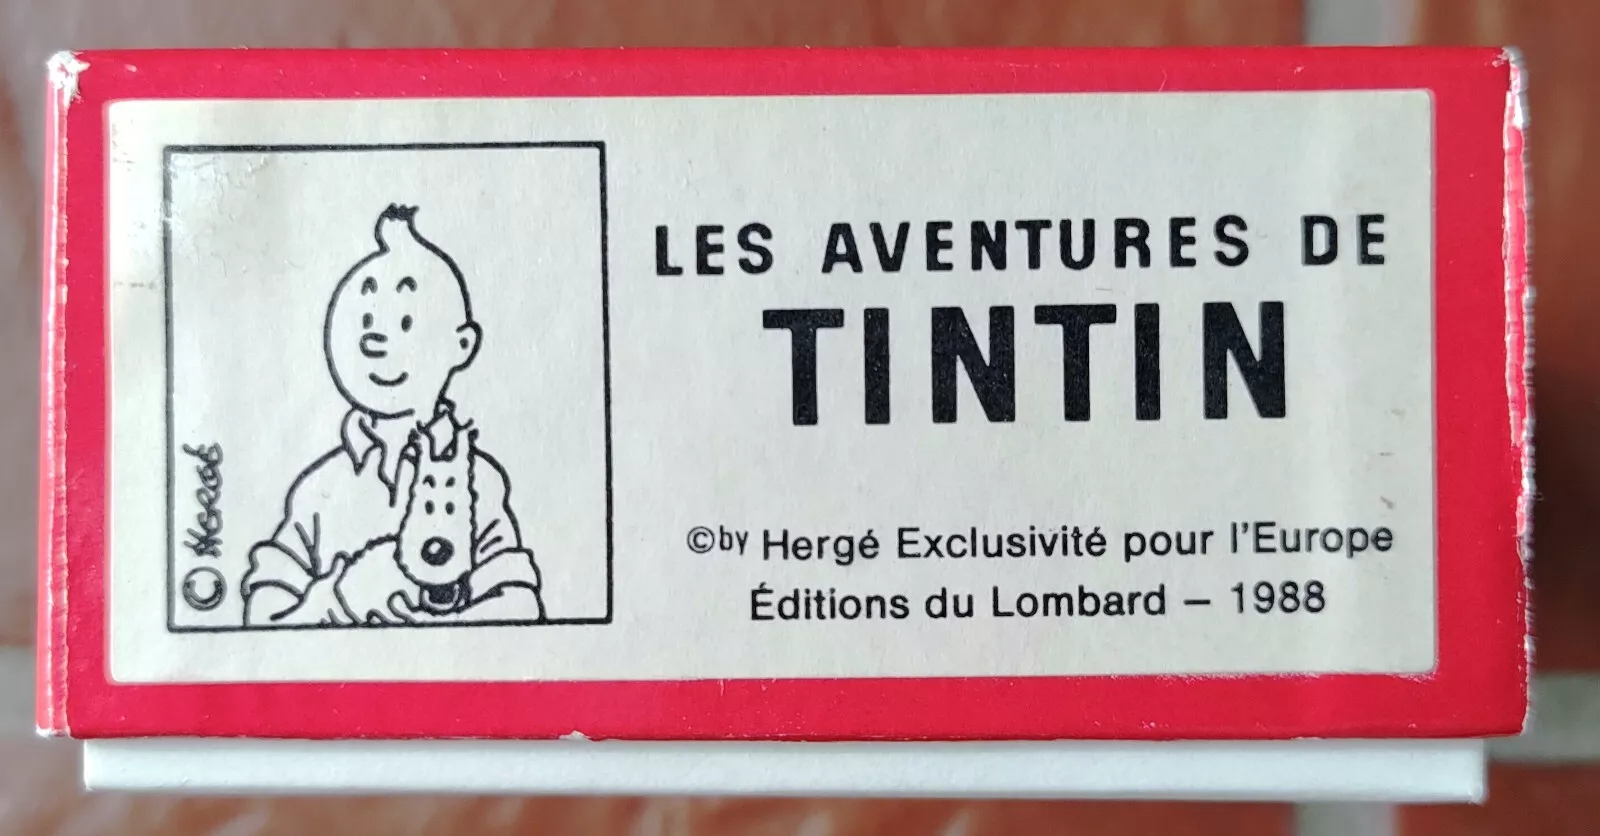 LES AVENTURES DE
TINTIN
© HERGÉ
©by Hergé Exclusivité pour l'Europe
Éditions du Lombard – 1988